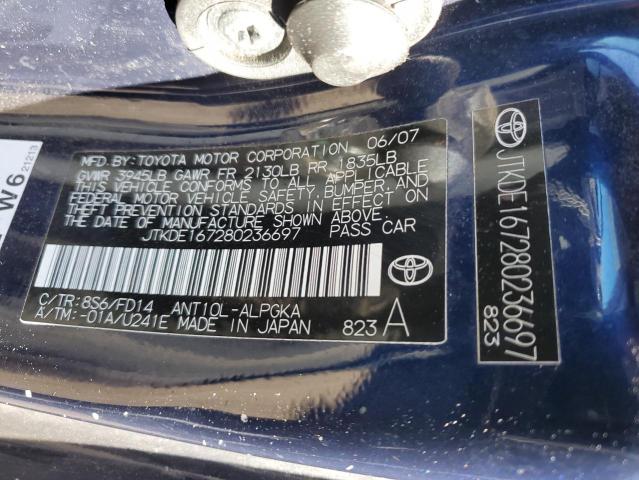 MFD. BY: TOYOTA MOTOR CORPORATION 06/07
GVWR 3945LB GAWR FR 2130LB RR 1835LB
THIS VEHICLE CONFORMS TO ALL APPLICABLE
FEDERAL MOTOR VEHICLE SAFETY, BUMPER, AND
THEFT PREVENTION STANDARDS IN EFFECT ON
THE DATE OF MANUFACTURE SHOWN ABOVE.
JTKDE167280236697 PASS CAR
C/TR: 8S6/FD14 ANT10L-ALPGKA
A/TM: -01A/U241E MADE IN JAPAN 823 A
JTKDE167280236697
823
W6
21213